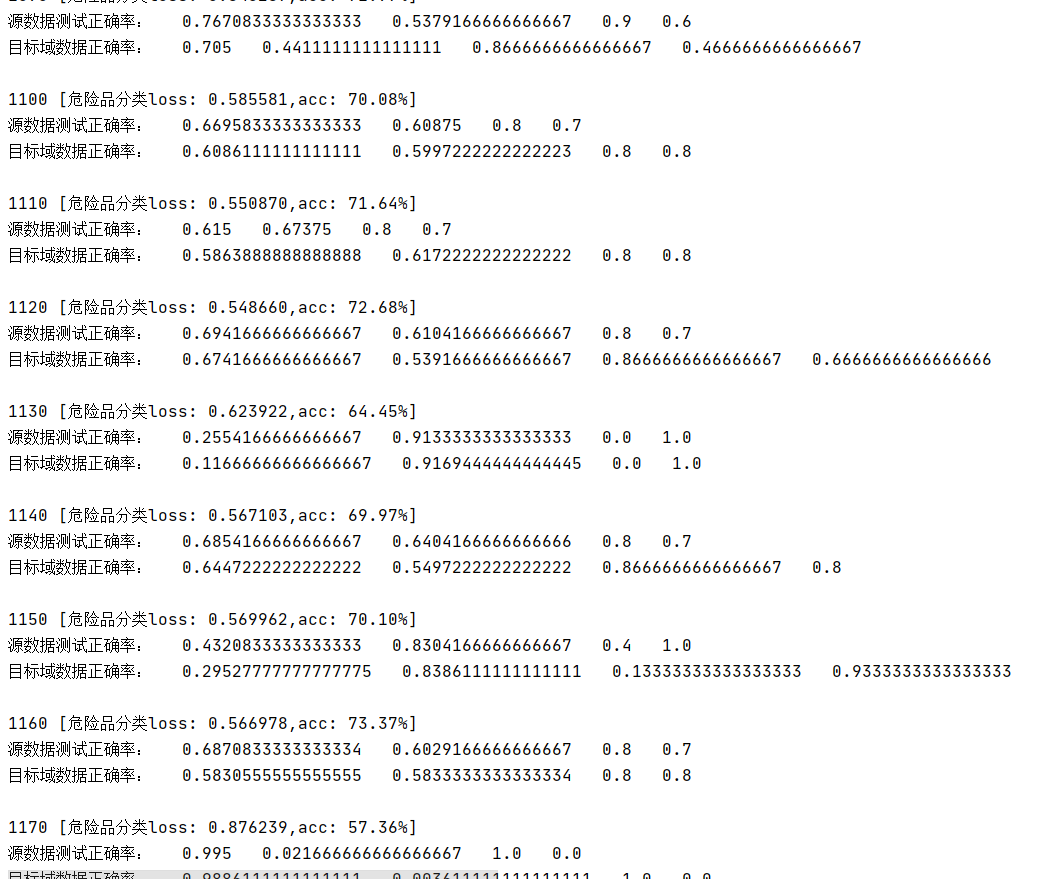 源数据测试正确率: 0.7670833333333333 0.5379166666666667 0.9 0.6
目标域数据正确率: 0.705 0.4411111111111111 0.8666666666666667 0.4666666666666667
1100 [危险品分类loss: 0.585581,acc: 70.08%]
源数据测试正确率: 0.6695833333333333 0.60875 0.8 0.7
目标域数据正确率: 0.6086111111111111 0.5997222222222223 0.8 0.8
1110 [危险品分类loss: 0.550870,acc: 71.64%]
源数据测试正确率: 0.615 0.67375 0.8 0.7
目标域数据正确率: 0.5863888888888888 0.6172222222222222 0.8 0.8
1120 [危险品分类loss: 0.548660,acc: 72.68%]
源数据测试正确率: 0.6941666666666667 0.6104166666666667 0.8 0.7
目标域数据正确率: 0.6741666666666667 0.5391666666666667 0.8666666666666667 0.6666666666666666
1130 [危险品分类loss: 0.623922,acc: 64.45%]
源数据测试正确率: 0.2554166666666667 0.9133333333333333 0.0 1.0
目标域数据正确率: 0.11666666666666667 0.9169444444444445 0.0 1.0
1140 [危险品分类loss: 0.567103,acc: 69.97%]
源数据测试正确率: 0.6854166666666667 0.6404166666666666 0.8 0.7
目标域数据正确率: 0.6447222222222222 0.5497222222222222 0.8666666666666667 0.8
1150 [危险品分类loss: 0.569962,acc: 70.10%]
源数据测试正确率: 0.4320833333333333 0.8304166666666667 0.4 1.0
目标域数据正确率: 0.29527777777777775 0.8386111111111111 0.13333333333333333 0.9333333333333333
1160 [危险品分类loss: 0.566978,acc: 73.37%]
源数据测试正确率: 0.6870833333333334 0.6029166666666667 0.8 0.7
目标域数据正确率: 0.5830555555555555 0.5833333333333334 0.8 0.8
1170 [危险品分类loss: 0.876239,acc: 57.36%]
源数据测试正确率: 0.995 0.021666666666666667 1.0 0.0
目标域数据正确率